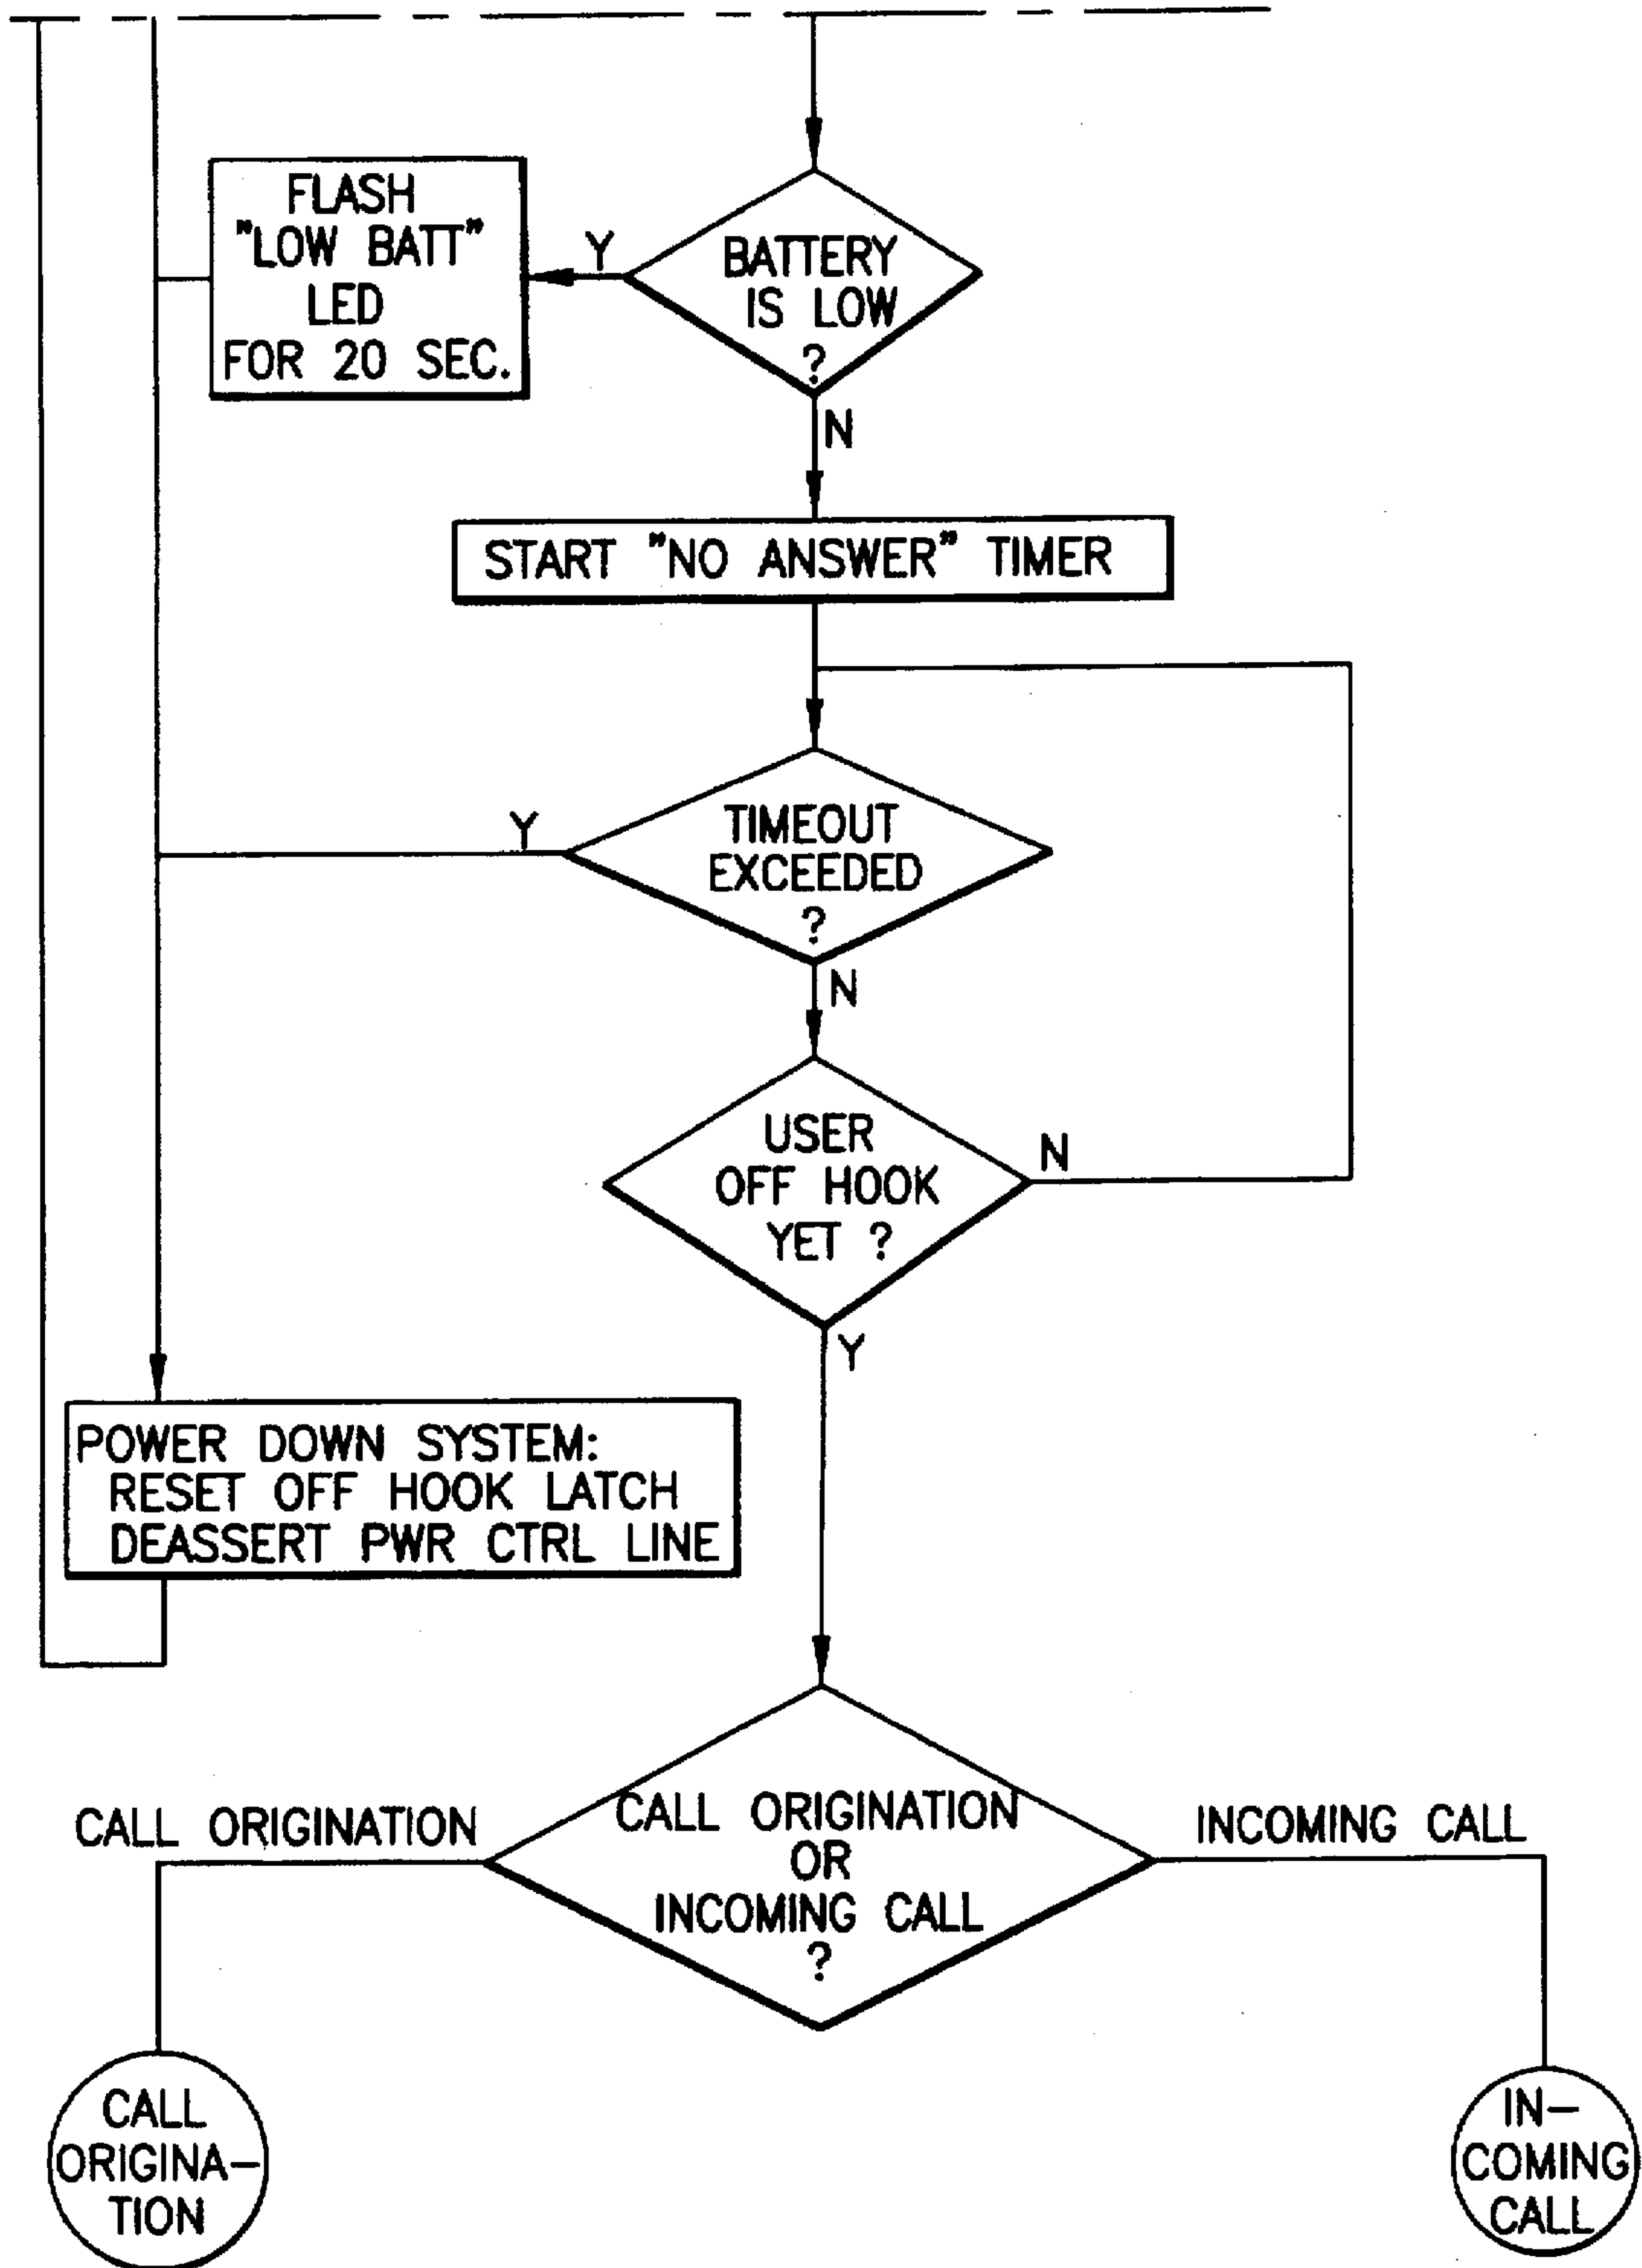 FLASH
"LOW BATT"
LED
FOR 20 SEC.
Y
BATTERY
IS LOW
?
N
START "NO ANSWER" TIMER
Y
TIMEOUT
EXCEEDED
?
N
USER
OFF HOOK
YET ?
N
Y
POWER DOWN SYSTEM:
RESET OFF HOOK LATCH
DEASSERT PWR CTRL LINE
CALL ORIGINATION
CALL ORIGINATION
OR
INCOMING CALL
?
INCOMING CALL
CALL
ORIGINA-
TION
IN-
COMING
CALL